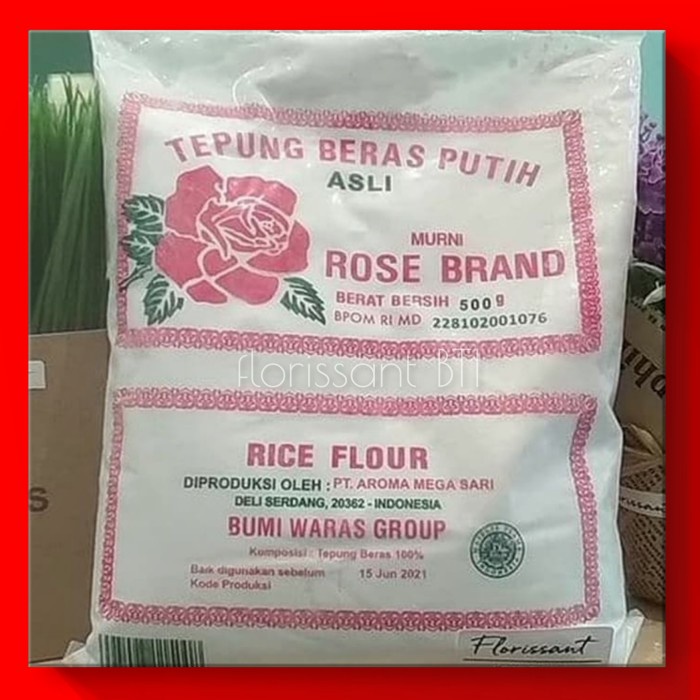 TEPUNG BERAS PUTIH
ASLI
MURNI
ROSE BRAND
BERAT BERSIH 500 g
BPOM RI MD 228102001076
florissant BTI
RICE FLOUR
DIPRODUKSI OLEH : PT. AROMA MEGA SARI
DELI SERDANG, 20362 - INDONESIA
BUMI WARAS GROUP
Komposisi : Tepung Beras 100%
Baik digunakan sebelum 15 Jun 2021
Kode Produksi
Florissant